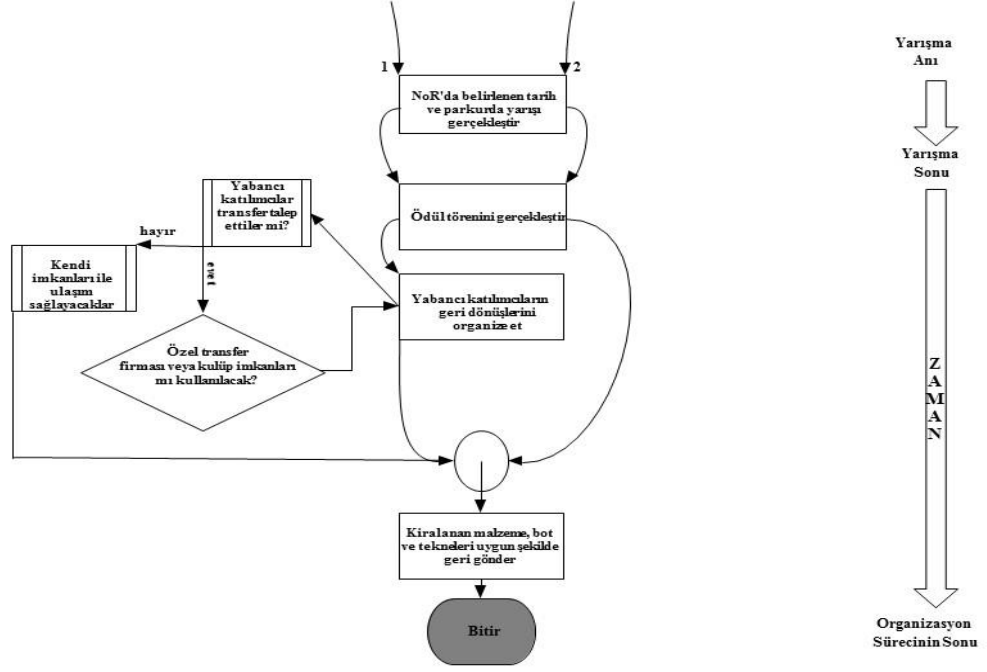 1
2
NoR'da belirlenen tarih
ve parkurda yarışı
gerçekleştir
Ödül törenini gerçekleştir
Yabancı
katılımcılar
transfer talep
ettiler mi?
hayır
evet
Kendi
imkanları ile
ulaşım
sağlayacaklar
Yabancı katılımcıların
geri dönüşlerini
organize et
Özel transfer
firması veya kulüp imkanları
mı kullanılacak?
Kiralanan malzeme, bot
ve tekneleri uygun şekilde
geri gönder
Bitir
Yarışma
Anı
Yarışma
Sonu
Z
A
M
A
N
Organizasyon
Sürecinin Sonu